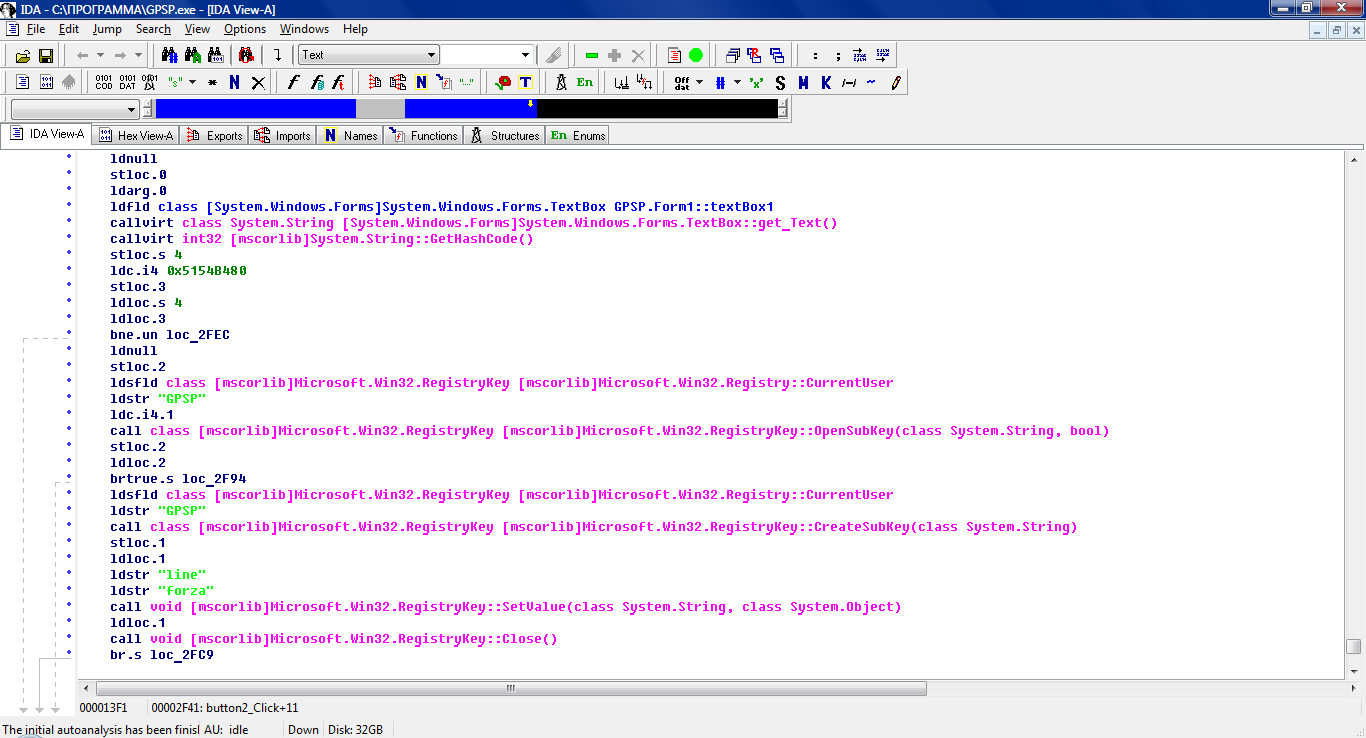 IDA - C:\ПРОГРАММА\GPSP.exe - [IDA View-A]
File Edit Jump Search View Options Windows Help
Text
IDA View-A Hex View-A Exports Imports N Names Functions Structures En Enums
ldnull
stloc.0
ldarg.0
ldfld class [System.Windows.Forms]System.Windows.Forms.TextBox GPSP.Form1::textBox1
callvirt class System.String [System.Windows.Forms]System.Windows.Forms.TextBox::get_Text()
callvirt int32 [mscorlib]System.String::GetHashCode()
stloc.s 4
ldc.i4 0x5154B480
stloc.3
ldloc.s 4
ldloc.3
bne.un loc_2FEC
ldnull
stloc.2
ldsfld class [mscorlib]Microsoft.Win32.RegistryKey [mscorlib]Microsoft.Win32.Registry::CurrentUser
ldstr "GPSP"
ldc.i4.1
call class [mscorlib]Microsoft.Win32.RegistryKey [mscorlib]Microsoft.Win32.RegistryKey::OpenSubKey(class System.String, bool)
stloc.2
ldloc.2
brtrue.s loc_2F94
ldsfld class [mscorlib]Microsoft.Win32.RegistryKey [mscorlib]Microsoft.Win32.Registry::CurrentUser
ldstr "GPSP"
call class [mscorlib]Microsoft.Win32.RegistryKey [mscorlib]Microsoft.Win32.RegistryKey::CreateSubKey(class System.String)
stloc.1
ldloc.1
ldstr "line"
ldstr "forza"
call void [mscorlib]Microsoft.Win32.RegistryKey::SetValue(class System.String, class System.Object)
ldloc.1
call void [mscorlib]Microsoft.Win32.RegistryKey::Close()
br.s loc_2FC9
000013F1 00002F41: button2_Click+11
The initial autoanalysis has been finisl AU: idle Down Disk: 32GB